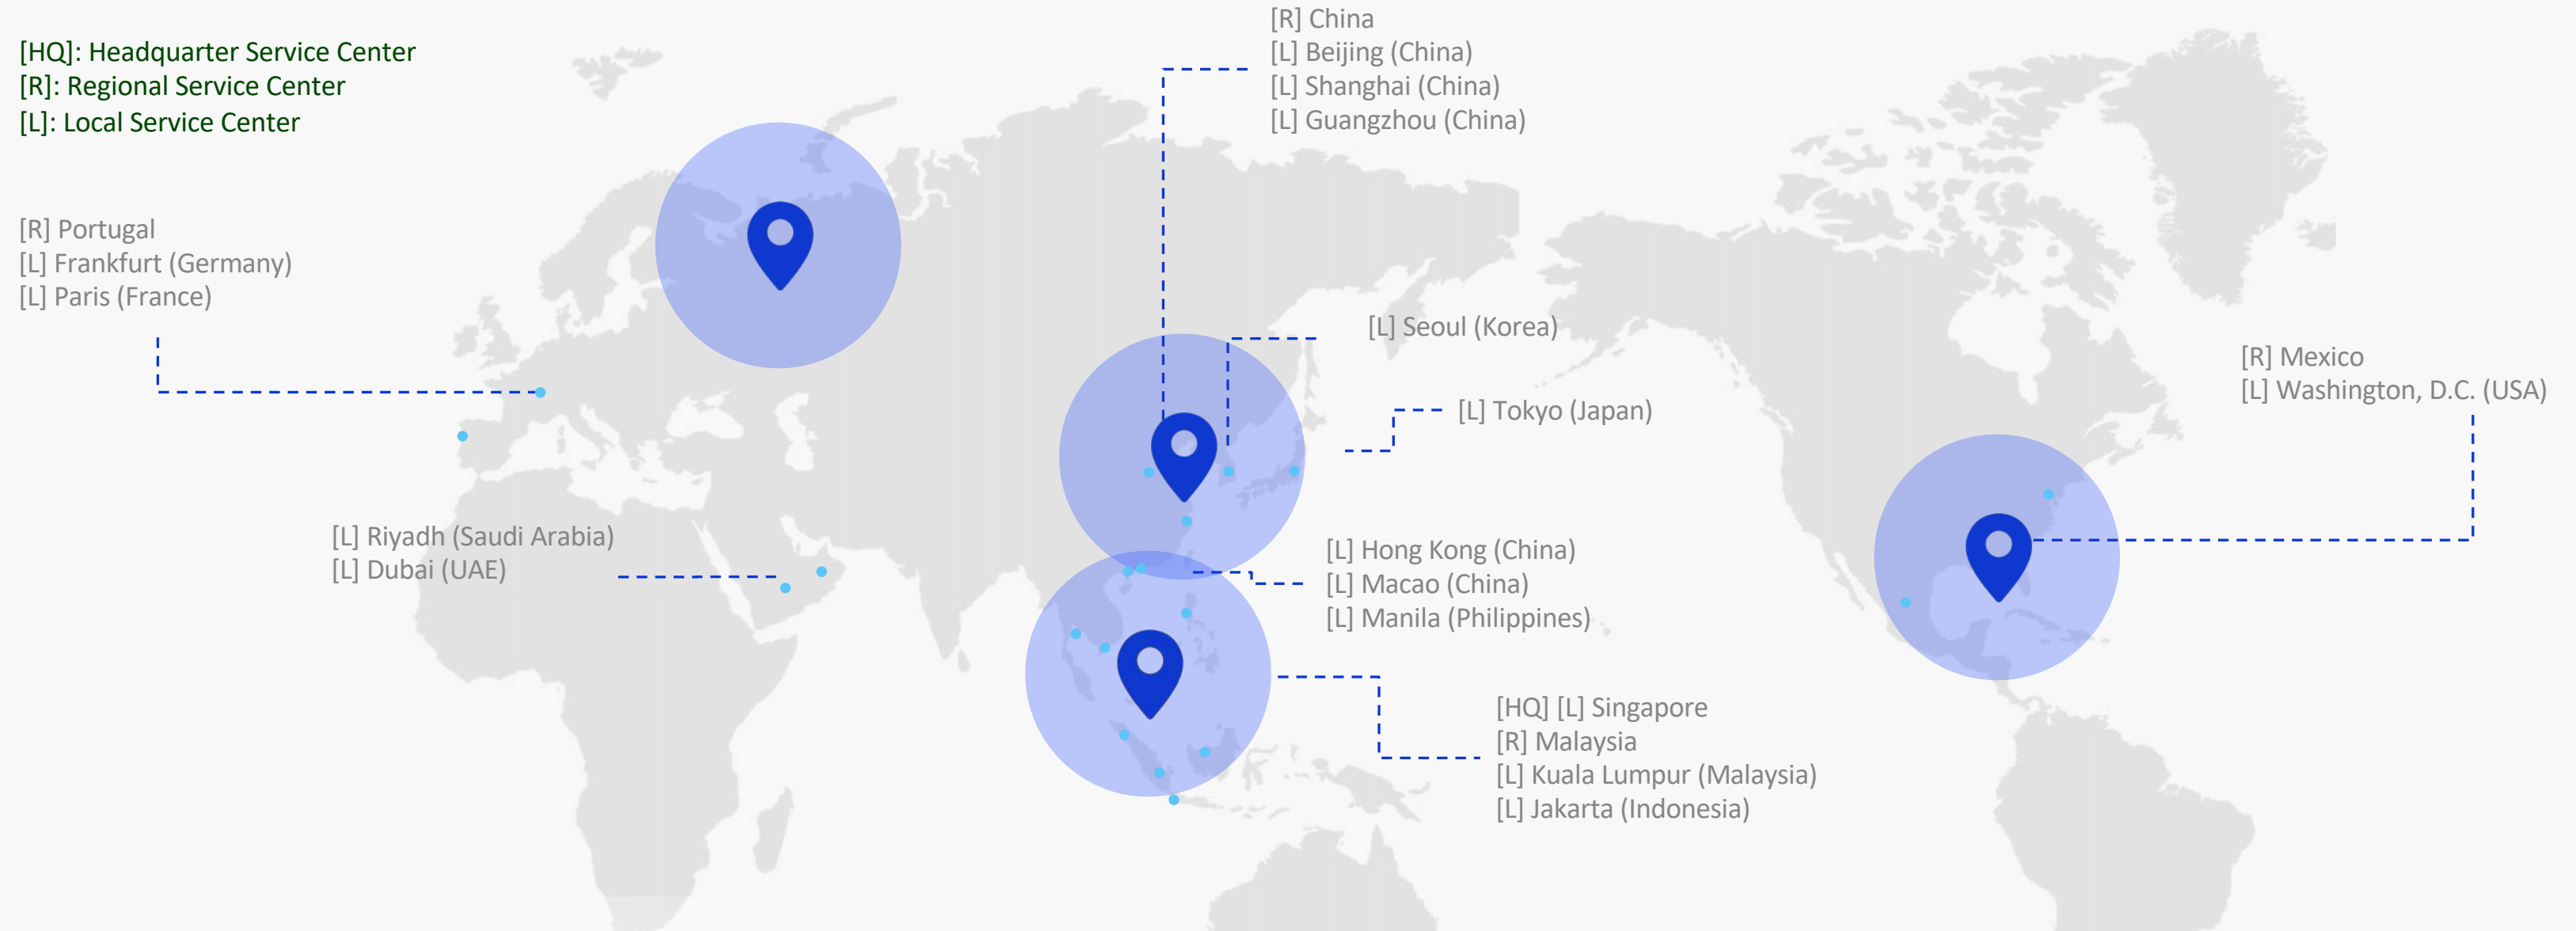 [HQ]: Headquarter Service Center
[R]: Regional Service Center
[L]: Local Service Center
[R] China
[L] Beijing (China)
[L] Shanghai (China)
[L] Guangzhou (China)
[R] Portugal
[L] Frankfurt (Germany)
[L] Paris (France)
[L] Seoul (Korea)
[L] Tokyo (Japan)
[R] Mexico
[L] Washington, D.C. (USA)
[L] Riyadh (Saudi Arabia)
[L] Dubai (UAE)
[L] Hong Kong (China)
[L] Macao (China)
[L] Manila (Philippines)
[HQ] [L] Singapore
[R] Malaysia
[L] Kuala Lumpur (Malaysia)
[L] Jakarta (Indonesia)